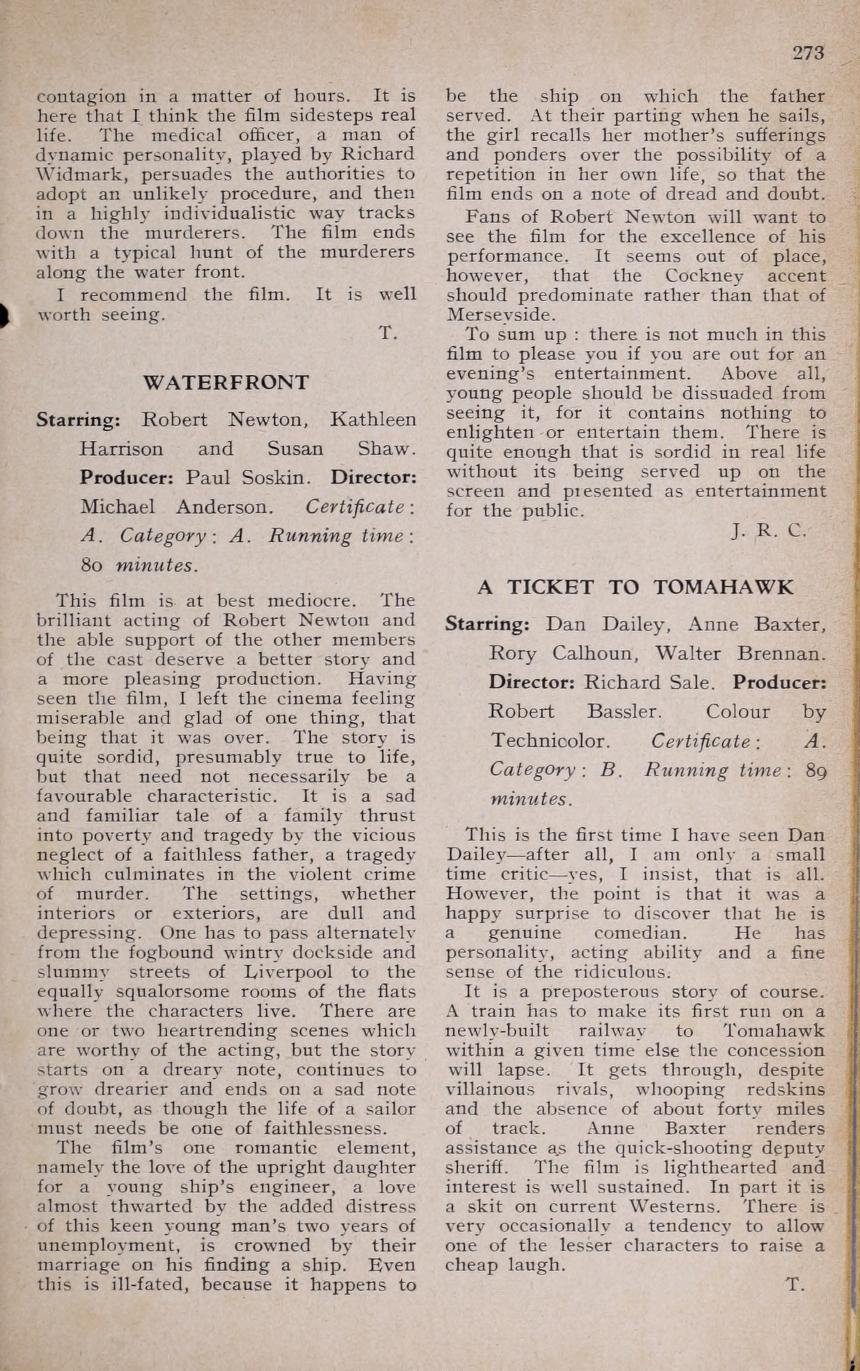 273
contagion in a matter of hours. It is
here that I think the film sidesteps real
life. The medical officer, a man of
dynamic personality, played by Richard
Widmark, persuades the authorities to
adopt an unlikely procedure, and then
in a highly individualistic way tracks
down the murderers. The film ends
with a typical hunt of the murderers
along the water front.
I recommend the film. It is well
worth seeing.
T.
WATERFRONT
Starring: Robert Newton, Kathleen
Harrison and Susan Shaw.
Producer: Paul Soskin. Director:
Michael Anderson. Certificate :
A. Category : A. Running time :
80 minutes.
This film is at best mediocre. The
brilliant acting of Robert Newton and
the able support of the other members
of the cast deserve a better story and
a more pleasing production. Having
seen the film, I left the cinema feeling
miserable and glad of one thing, that
being that it was over. The story is
quite sordid, presumably true to life,
but that need not necessarily be a
favourable characteristic. It is a sad
and familiar tale of a family thrust
into poverty and tragedy by the vicious
neglect of a faithless father, a tragedy
which culminates in the violent crime
of murder. The settings, whether
interiors or exteriors, are dull and
depressing. One has to pass alternately
from the fogbound wintry dockside and
slummy streets of Liverpool to the
equally squalorsome rooms of the flats
where the characters live. There are
one or two heartrending scenes which
are worthy of the acting, but the story
starts on a dreary note, continues to
grow drearier and ends on a sad note
of doubt, as though the life of a sailor
must needs be one of faithlessness.
The film's one romantic element,
namely the love of the upright daughter
for a young ship's engineer, a love
almost thwarted by the added distress
of this keen young man's two years of
unemployment, is crowned by their
marriage on his finding a ship. Even
this is ill-fated, because it happens to
be the ship on which the father
served. At their parting when he sails,
the girl recalls her mother's sufferings
and ponders over the possibility of a
repetition in her own life, so that the
film ends on a note of dread and doubt.
Fans of Robert Newton will want to
see the film for the excellence of his
performance. It seems out of place,
however, that the Cockney accent
should predominate rather than that of
Merseyside.
To sum up : there is not much in this
film to please you if you are out for an
evening's entertainment. Above all,
young people should be dissuaded from
seeing it, for it contains nothing to
enlighten or entertain them. There is
quite enough that is sordid in real life
without its being served up on the
screen and presented as entertainment
for the public.
J. R. C.
A TICKET TO TOMAHAWK
Starring: Dan Dailey, Anne Baxter,
Rory Calhoun, Walter Brennan.
Director: Richard Sale. Producer:
Robert Bassler. Colour by
Technicolor. Certificate : A.
Category : B. Running time : 89
minutes.
This is the first time I have seen Dan
Dailey—after all, I am only a small
time critic—yes, I insist, that is all.
However, the point is that it was a
happy surprise to discover that he is
a genuine comedian. He has
personality, acting ability and a fine
sense of the ridiculous.
It is a preposterous story of course.
A train has to make its first run on a
newly-built railway to Tomahawk
within a given time else the concession
will lapse. It gets through, despite
villainous rivals, whooping redskins
and the absence of about forty miles
of track. Anne Baxter renders
assistance as the quick-shooting deputy
sheriff. The film is lighthearted and
interest is well sustained. In part it is
a skit on current Westerns. There is
very occasionally a tendency to allow
one of the lesser characters to raise a
cheap laugh.
T.